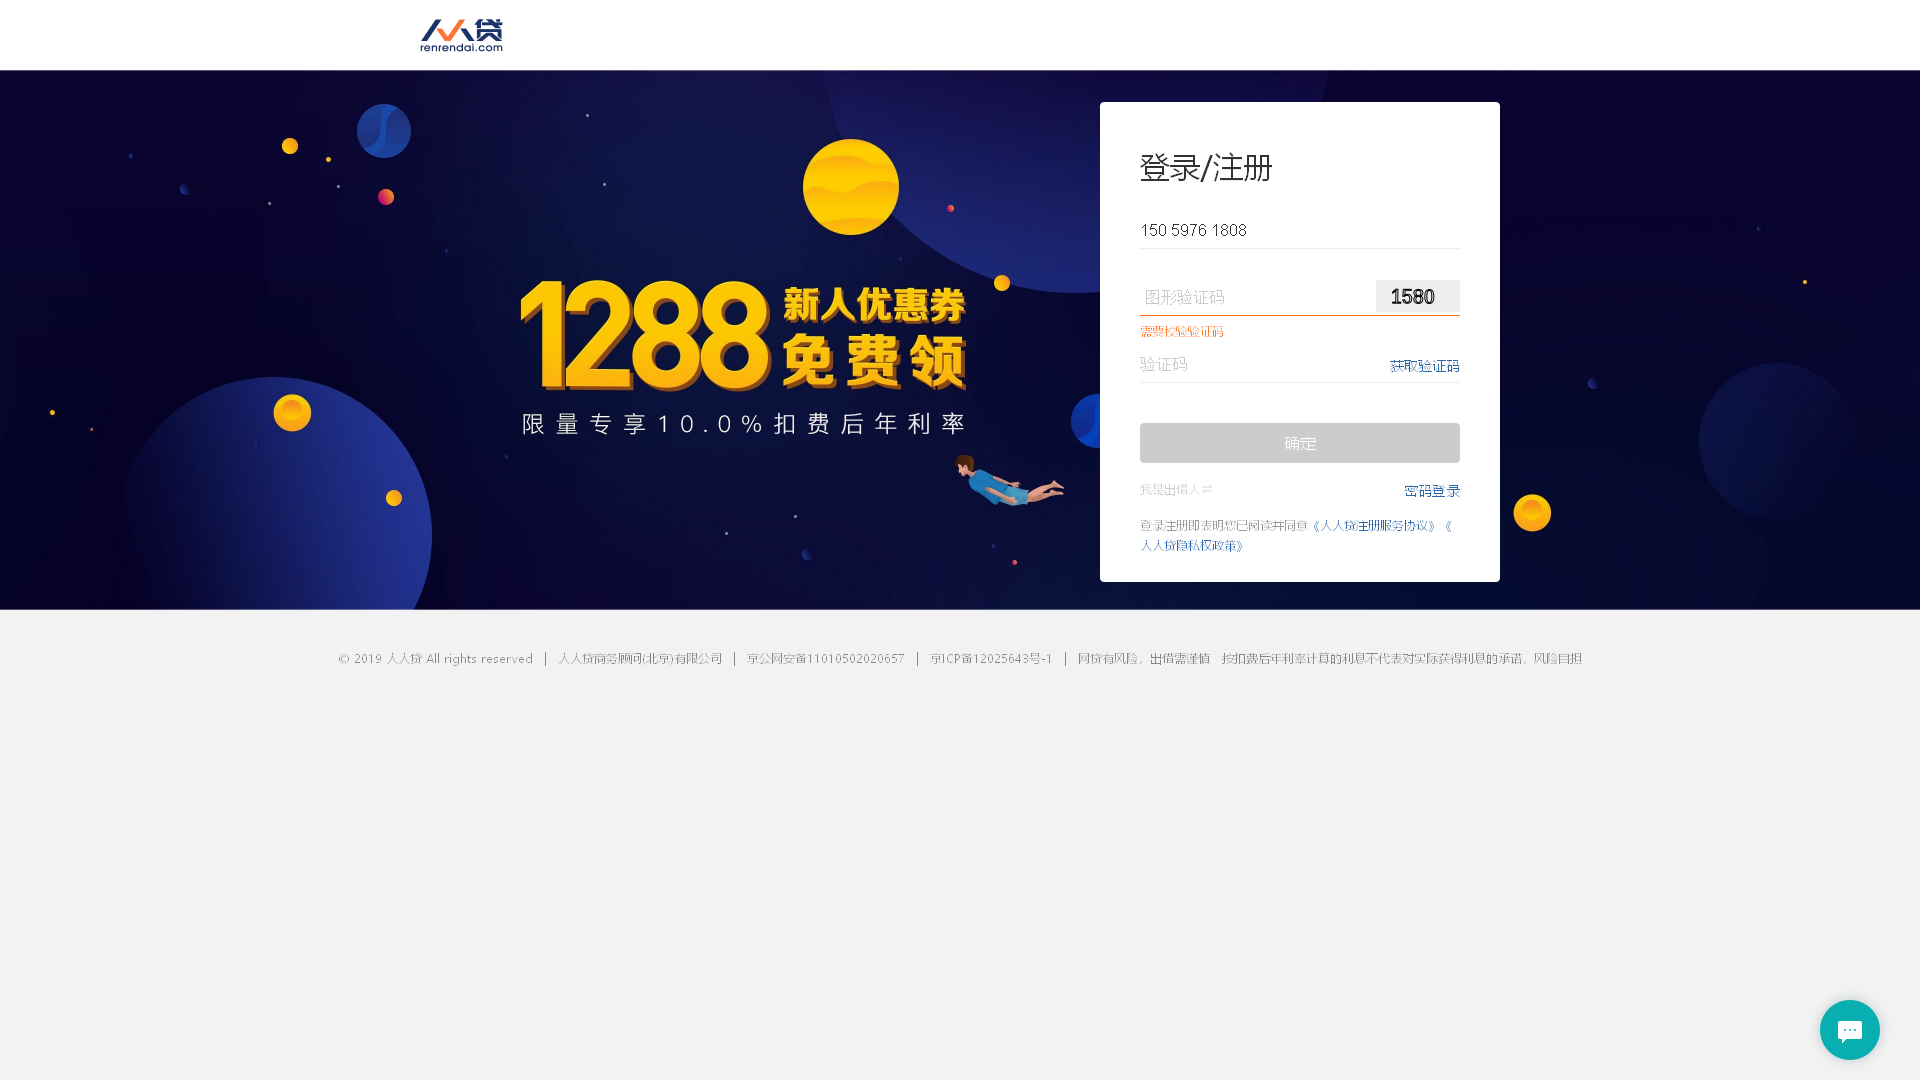 人人贷
renrendai.com
登录/注册
150 5976 1808
图形验证码
1580
需要校验验证码
验证码
获取验证码
确定
我是出借人⇌
密码登录
登录注册即表明您已阅读并同意《人人贷注册服务协议》《
人人贷隐私权政策》
1288
新人优惠券
免费领
限量专享10.0%扣费后年利率
© 2019 人人贷 All rights reserved | 人人贷商务顾问(北京)有限公司 | 京公网安备11010502020657 | 京ICP备12025643号-1 | 网贷有风险，出借需谨慎 按扣费后年利率计算的利息不代表对实际获得利息的承诺，风险自担